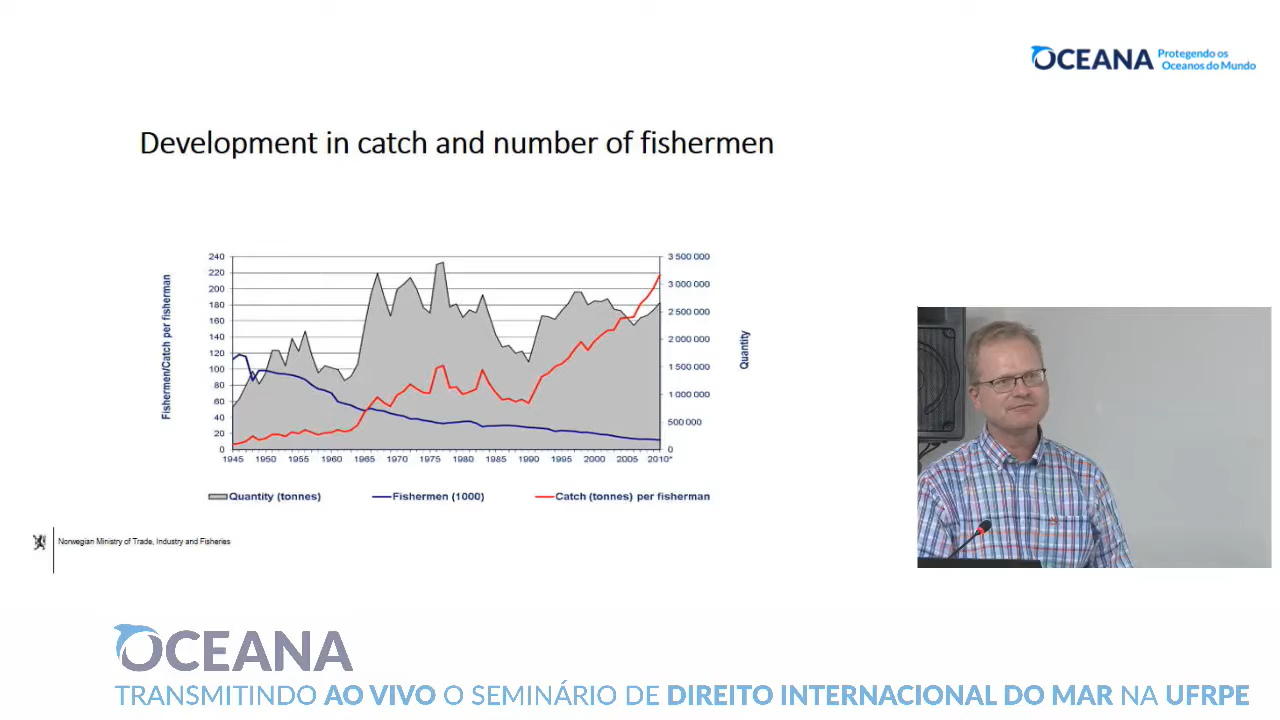 OCEANA Protegendo os
Oceanos do Mundo
Development in catch and number of fishermen
240
220
200
180
160
140
120
100
80
60
40
20
0
3 500 000
3 000 000
2 500 000
2 000 000
1 500 000
1 000 000
500 000
0
Fishermen/Catch per fisherman
Quantity
1945 1950 1955 1960 1965 1970 1975 1980 1985 1990 1995 2000 2005 2010*
Quantity (tonnes) Fishermen (1000) Catch (tonnes) per fisherman
Norwegian Ministry of Trade, Industry and Fisheries
OCEANA
TRANSMITINDO AO VIVO O SEMINÁRIO DE DIREITO INTERNACIONAL DO MAR NA UFRPE